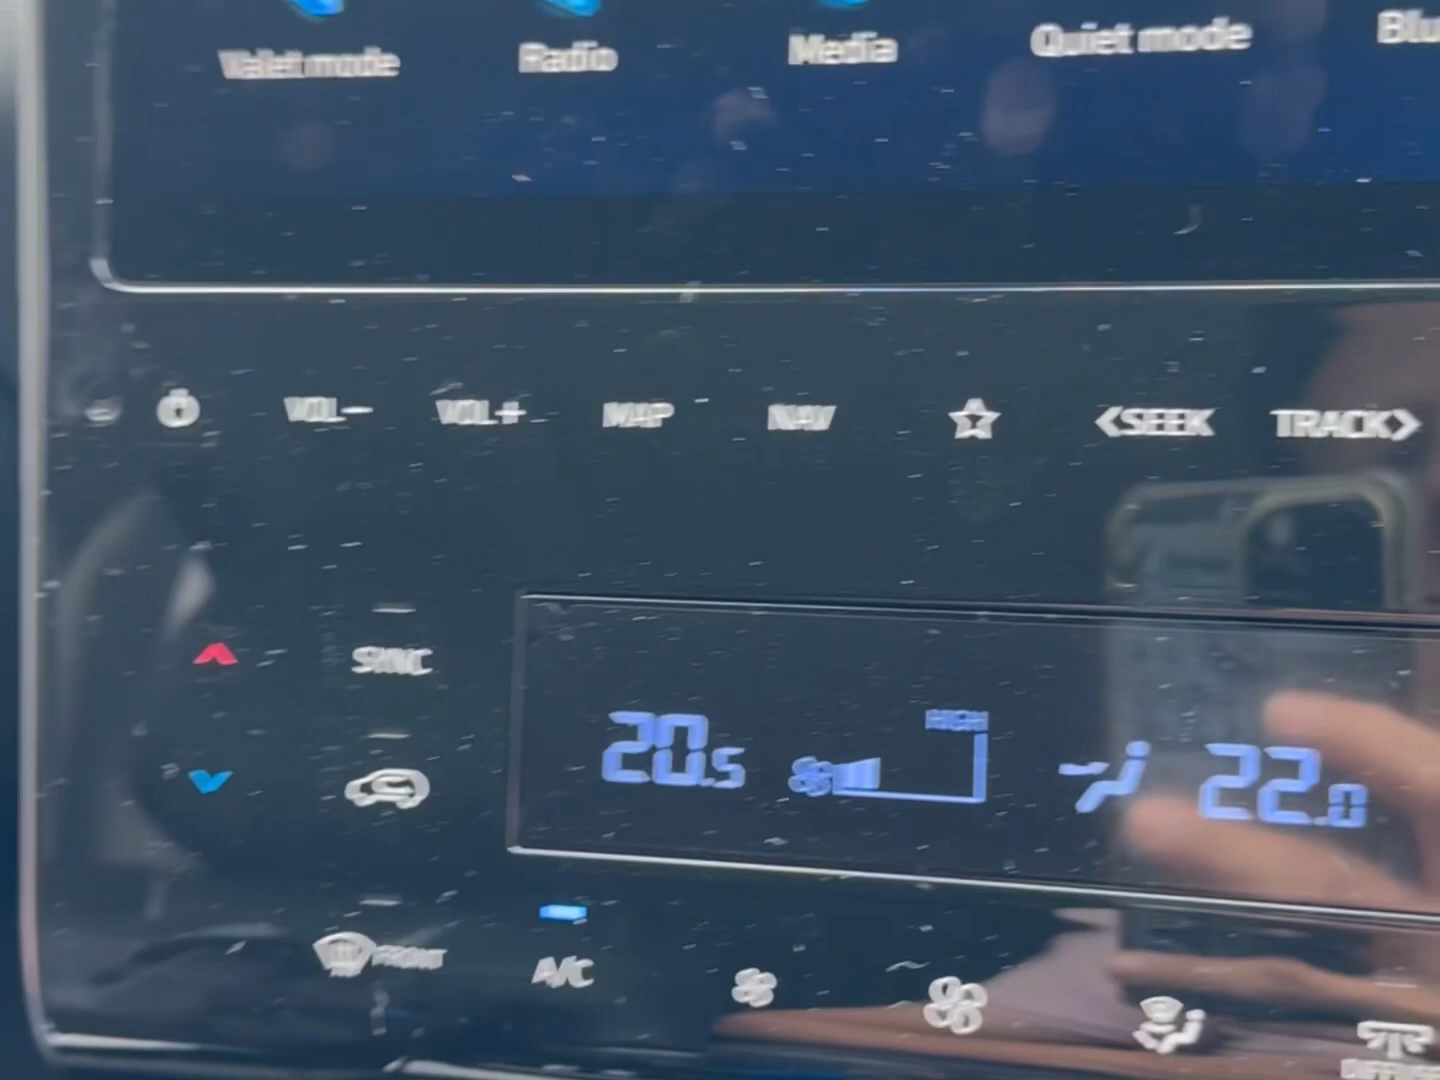 Valet mode Radio Media Quiet mode Blu
VOL- VOL+ MAP NAV <SEEK TRACK>
SYNC
HIGH
20.5 22.0
FRONT A/C